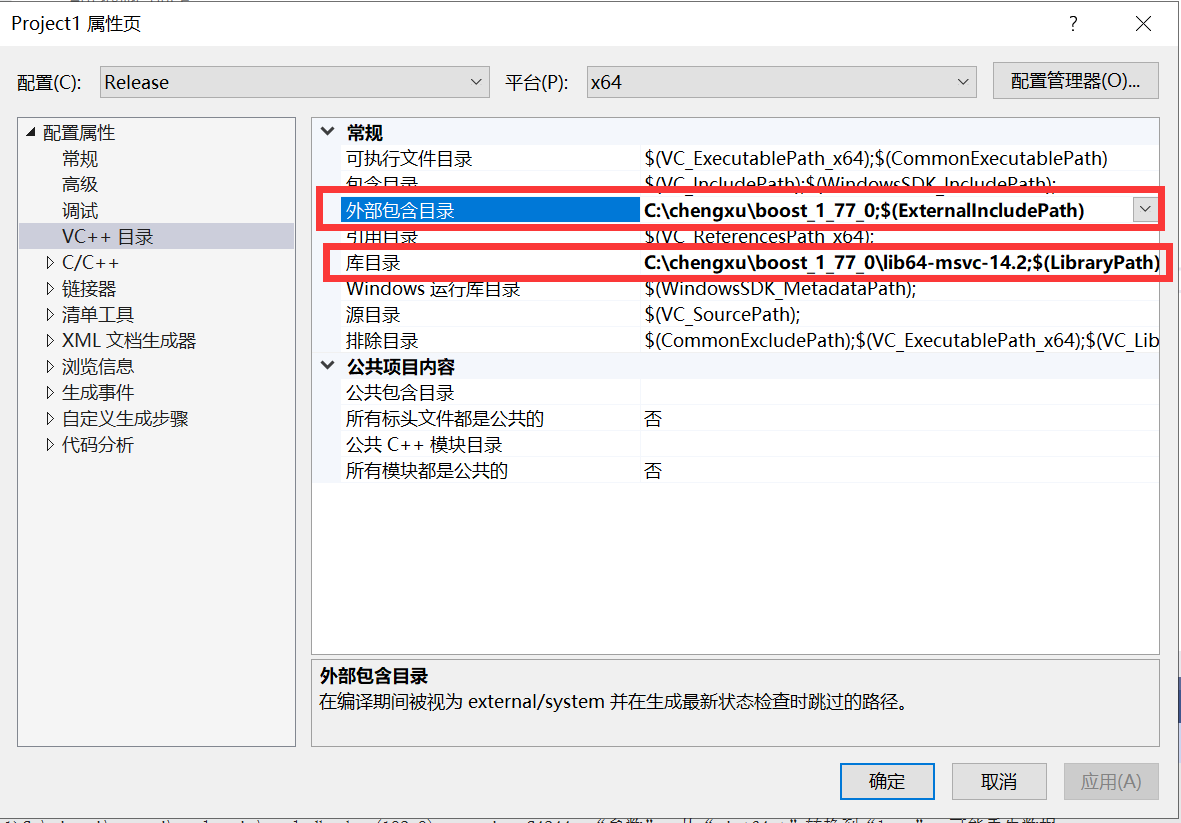 Project1 属性页 ?
配置(C): Release 平台(P): x64 配置管理器(O)...
配置属性
常规
高级
调试
VC++ 目录
C/C++
链接器
清单工具
XML 文档生成器
浏览信息
生成事件
自定义生成步骤
代码分析
常规
可执行文件目录 $(VC_ExecutablePath_x64);$(CommonExecutablePath)
包含目录 $(VC_IncludePath);$(WindowsSDK_IncludePath);
外部包含目录 C:\chengxu\boost_1_77_0;$(ExternalIncludePath)
引用目录 $(VC_ReferencesPath_x64);
库目录 C:\chengxu\boost_1_77_0\lib64-msvc-14.2;$(LibraryPath)
Windows 运行库目录 $(WindowsSDK_MetadataPath);
源目录 $(VC_SourcePath);
排除目录 $(CommonExcludePath);$(VC_ExecutablePath_x64);$(VC_Lib
公共项目内容
公共包含目录
所有标头文件都是公共的 否
公共 C++ 模块目录
所有模块都是公共的 否
外部包含目录
在编译期间被视为 external/system 并在生成最新状态检查时跳过的路径。
确定 取消 应用(A)